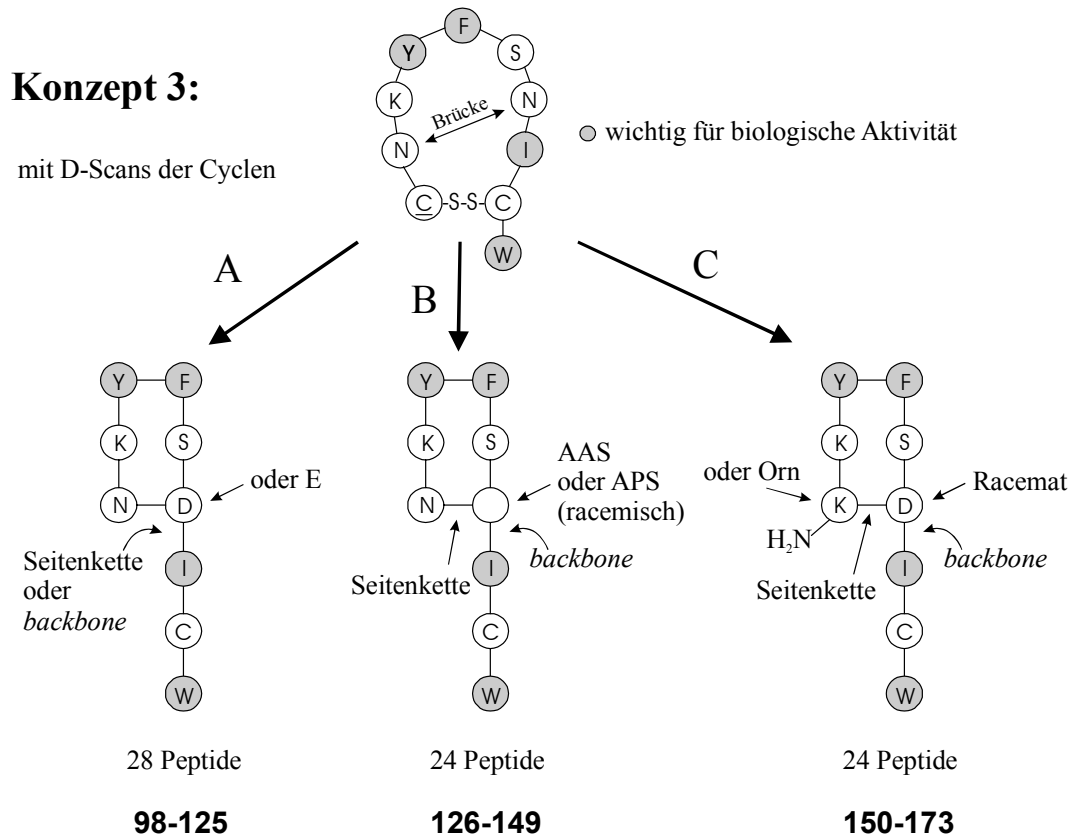 Konzept 3:
mit D-Scans der Cyclen
F
Y
S
K
N
Brücke
N
I
C
-S-S-
C
W
wichtig für biologische Aktivität
A
B
C
Y
F
K
S
N
D
oder E
Seitenkette
oder
backbone
I
C
W
28 Peptide
98-125
Y
F
K
S
N
AAS
oder APS
(racemisch)
Seitenkette
backbone
I
C
W
24 Peptide
126-149
Y
F
K
S
oder Orn
K
D
Racemat
H2N
Seitenkette
backbone
I
C
W
24 Peptide
150-173